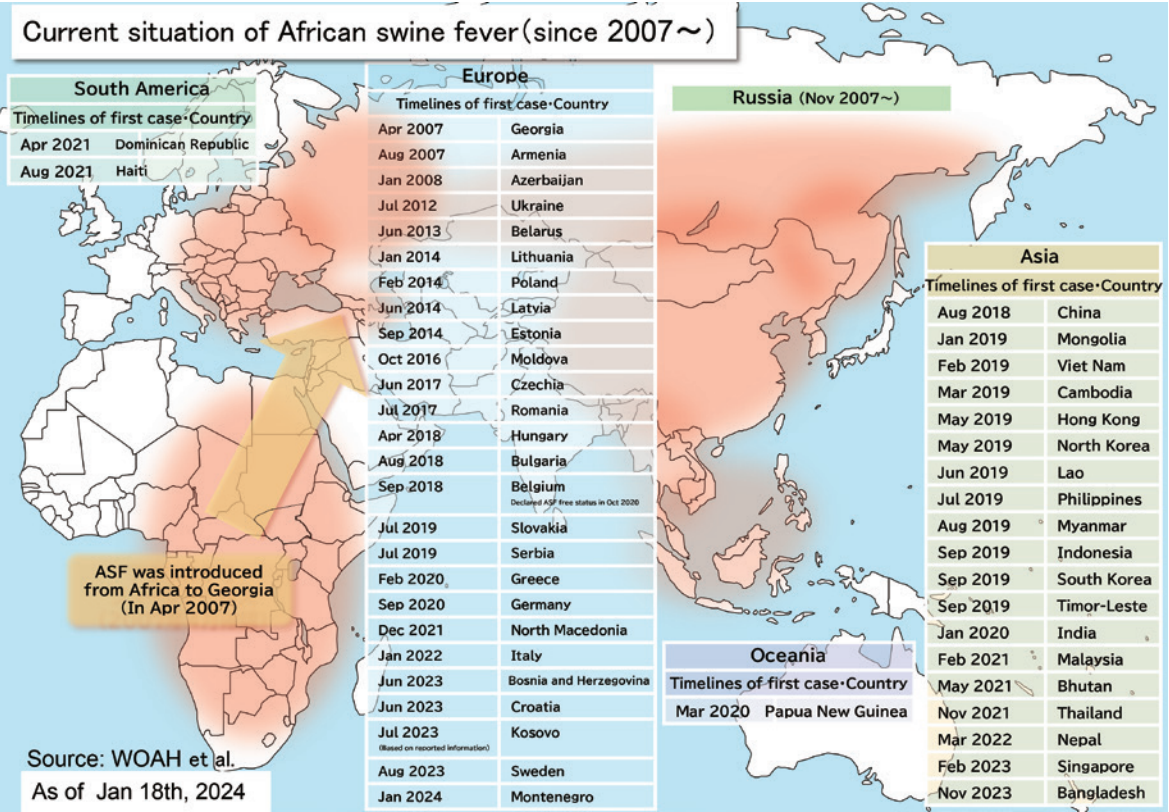 Current situation of African swine fever(since 2007～)
South America
Timelines of first case・Country
Apr 2021 Dominican Republic
Aug 2021 Haiti
Europe
Timelines of first case・Country
Apr 2007 Georgia
Aug 2007 Armenia
Jan 2008 Azerbaijan
Jul 2012 Ukraine
Jun 2013 Belarus
Jan 2014 Lithuania
Feb 2014 Poland
Jun 2014 Latvia
Sep 2014 Estonia
Oct 2016 Moldova
Jun 2017 Czechia
Jul 2017 Romania
Apr 2018 Hungary
Aug 2018 Bulgaria
Sep 2018 Belgium
Declared ASF free status in Oct 2020
Jul 2019 Slovakia
Jul 2019 Serbia
Feb 2020 Greece
Sep 2020 Germany
Dec 2021 North Macedonia
Jan 2022 Italy
Jun 2023 Bosnia and Herzegovina
Jun 2023 Croatia
Jul 2023 Kosovo
(Based on reported information)
Aug 2023 Sweden
Jan 2024 Montenegro
Russia (Nov 2007～)
Asia
Timelines of first case・Country
Aug 2018 China
Jan 2019 Mongolia
Feb 2019 Viet Nam
Mar 2019 Cambodia
May 2019 Hong Kong
May 2019 North Korea
Jun 2019 Lao
Jul 2019 Philippines
Aug 2019 Myanmar
Sep 2019 Indonesia
Sep 2019 South Korea
Sep 2019 Timor-Leste
Jan 2020 India
Feb 2021 Malaysia
May 2021 Bhutan
Nov 2021 Thailand
Mar 2022 Nepal
Feb 2023 Singapore
Nov 2023 Bangladesh
Oceania
Timelines of first case・Country
Mar 2020 Papua New Guinea
ASF was introduced
from Africa to Georgia
(In Apr 2007)
Source: WOAH et al.
As of Jan 18th, 2024